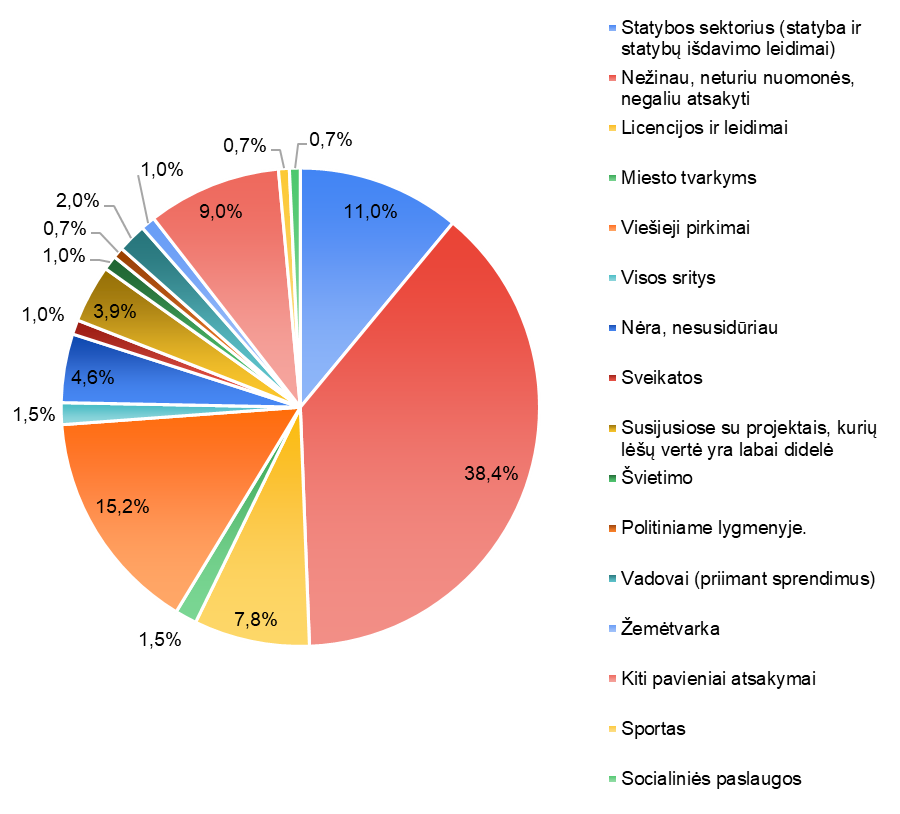 Statybos sektorius (statyba ir
statybų išdavimo leidimai)
Nežinau, neturiu nuomonės,
negaliu atsakyti
Licencijos ir leidimai
Miesto tvarkyms
Viešieji pirkimai
Visos sritys
Nėra, nesusidūriau
Sveikatos
Susijusiose su projektais, kurių
lėšų vertė yra labai didelė
Švietimo
Politiniame lygmenyje.
Vadovai (priimant sprendimus)
Žemėtvarka
Kiti pavieniai atsakymai
Sportas
Socialinės paslaugos
11,0%
38,4%
7,8%
1,5%
15,2%
1,5%
4,6%
1,0%
3,9%
1,0%
0,7%
2,0%
1,0%
9,0%
0,7%
0,7%